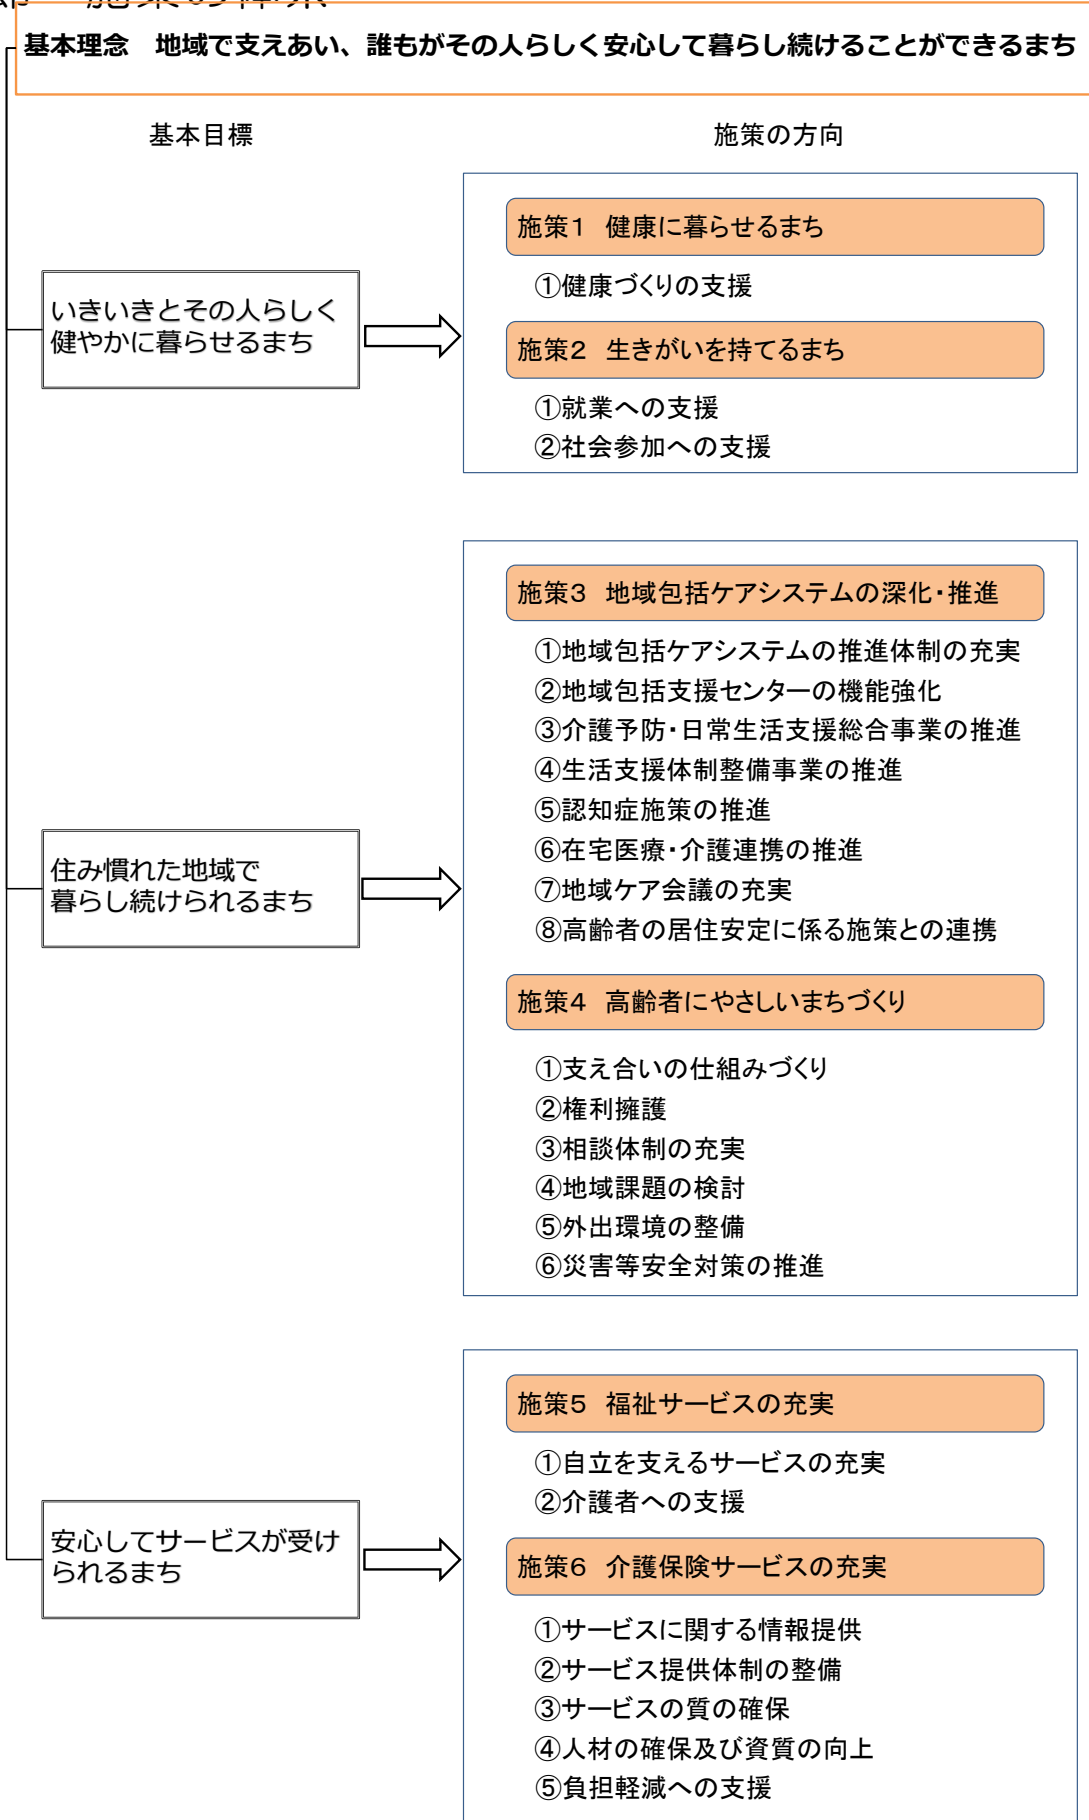 基本理念　地域で支えあい、誰もがその人らしく安心して暮らし続けることができるまち
基本目標
施策の方向
いきいきとその人らしく
健やかに暮らせるまち
施策１　健康に暮らせるまち
①健康づくりの支援
施策２　生きがいを持てるまち
①就業への支援
②社会参加への支援
住み慣れた地域で
暮らし続けられるまち
施策３　地域包括ケアシステムの深化・推進
①地域包括ケアシステムの推進体制の充実
②地域包括支援センターの機能強化
③介護予防・日常生活支援総合事業の推進
④生活支援体制整備事業の推進
⑤認知症施策の推進
⑥在宅医療・介護連携の推進
⑦地域ケア会議の充実
⑧高齢者の居住安定に係る施策との連携
施策４　高齢者にやさしいまちづくり
①支え合いの仕組みづくり
②権利擁護
③相談体制の充実
④地域課題の検討
⑤外出環境の整備
⑥災害等安全対策の推進
安心してサービスが受け
られるまち
施策５　福祉サービスの充実
①自立を支えるサービスの充実
②介護者への支援
施策６　介護保険サービスの充実
①サービスに関する情報提供
②サービス提供体制の整備
③サービスの質の確保
④人材の確保及び資質の向上
⑤負担軽減への支援